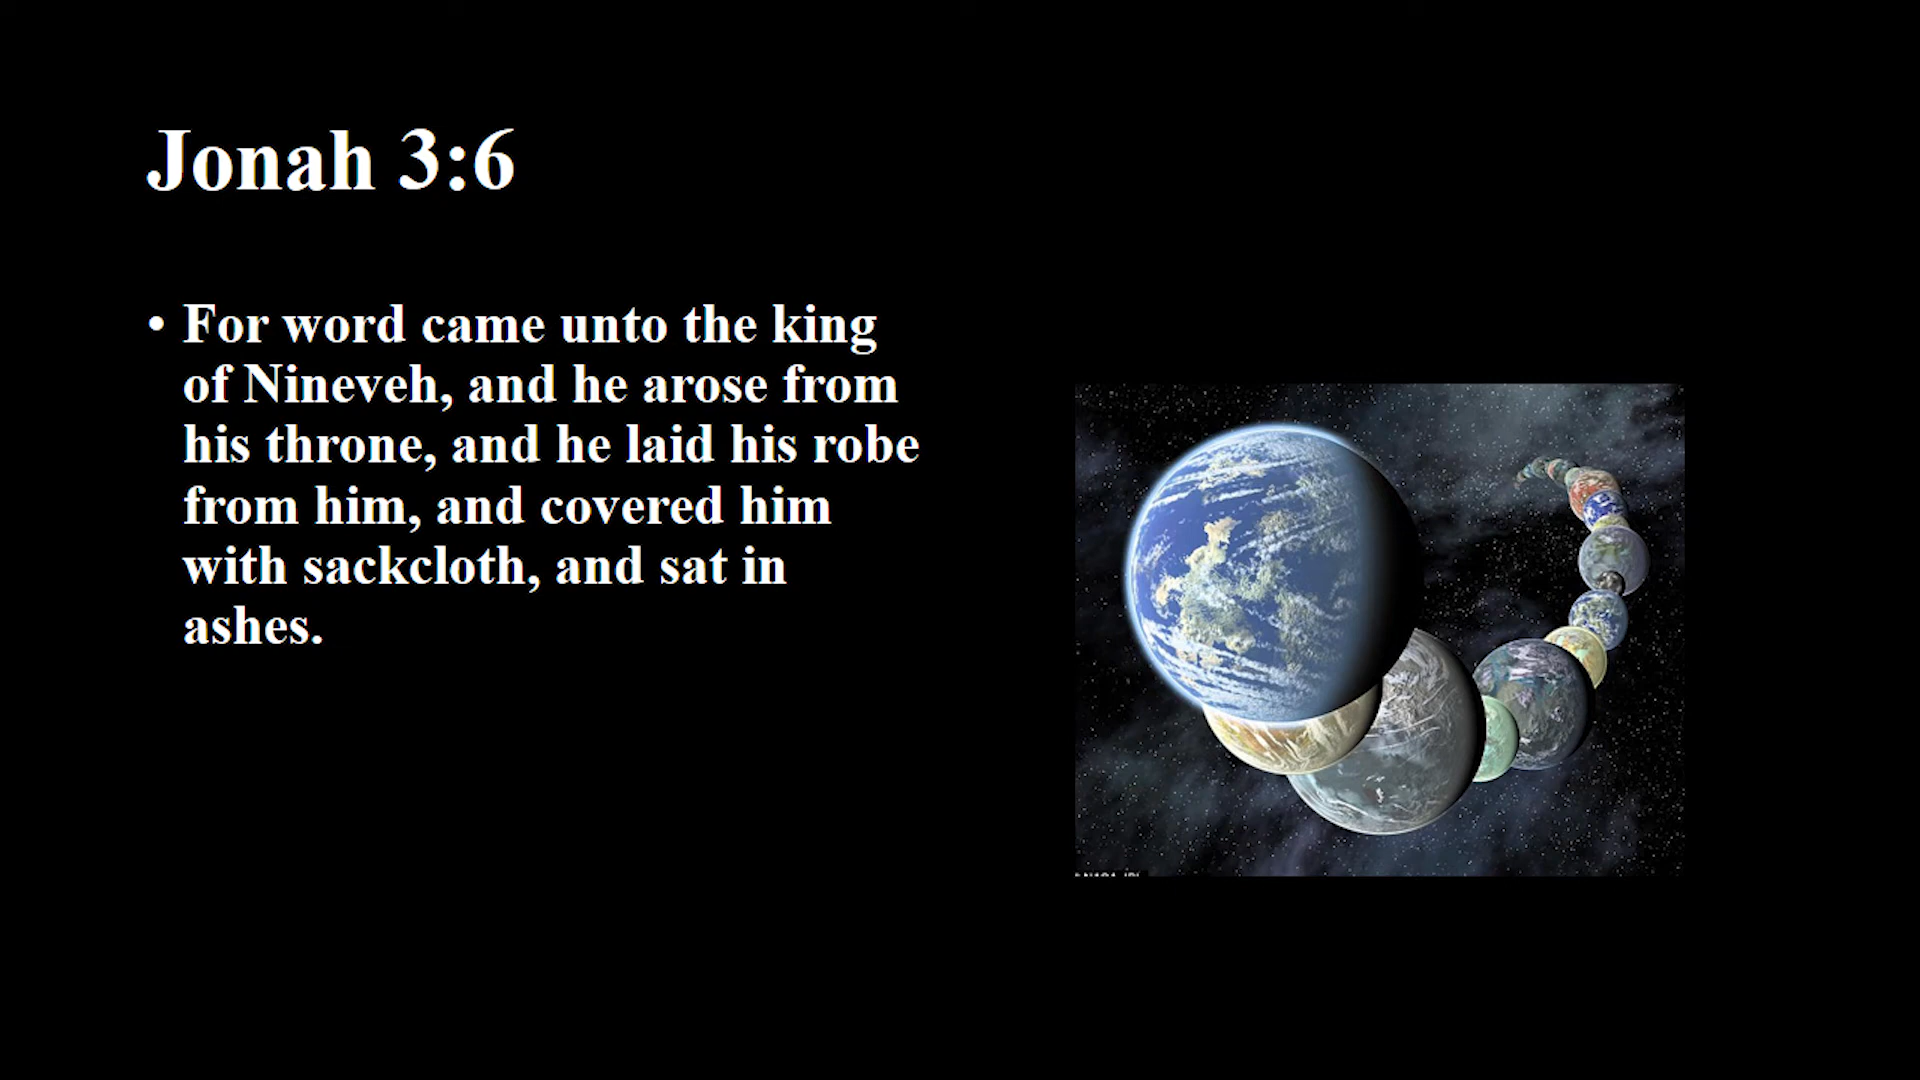 Jonah 3:6
• For word came unto the king
of Nineveh, and he arose from
his throne, and he laid his robe
from him, and covered him
with sackcloth, and sat in
ashes.